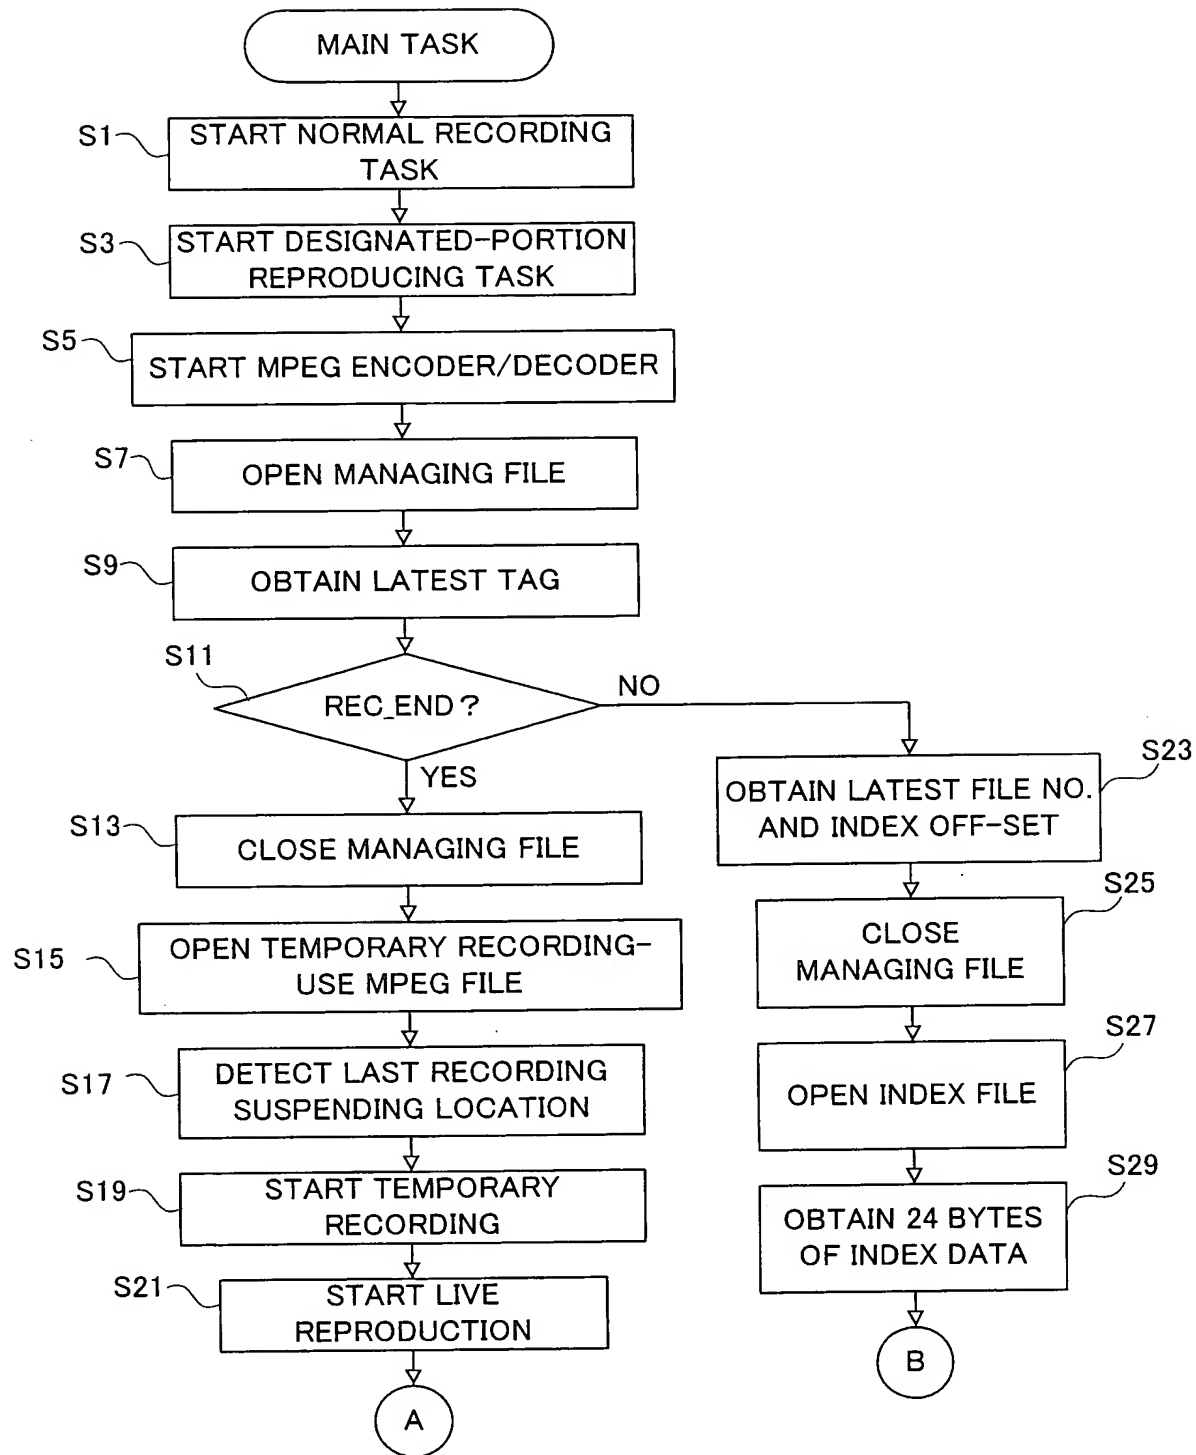 MAIN TASK
S1
START NORMAL RECORDING
TASK
S3
START DESIGNATED-PORTION
REPRODUCING TASK
S5
START MPEG ENCODER/DECODER
S7
OPEN MANAGING FILE
S9
OBTAIN LATEST TAG
S11
REC_END?
NO
YES
S13
CLOSE MANAGING FILE
S15
OPEN TEMPORARY RECORDING-
USE MPEG FILE
S17
DETECT LAST RECORDING
SUSPENDING LOCATION
S19
START TEMPORARY
RECORDING
S21
START LIVE
REPRODUCTION
A
S23
OBTAIN LATEST FILE NO.
AND INDEX OFF-SET
S25
CLOSE
MANAGING FILE
S27
OPEN INDEX FILE
S29
OBTAIN 24 BYTES
OF INDEX DATA
B